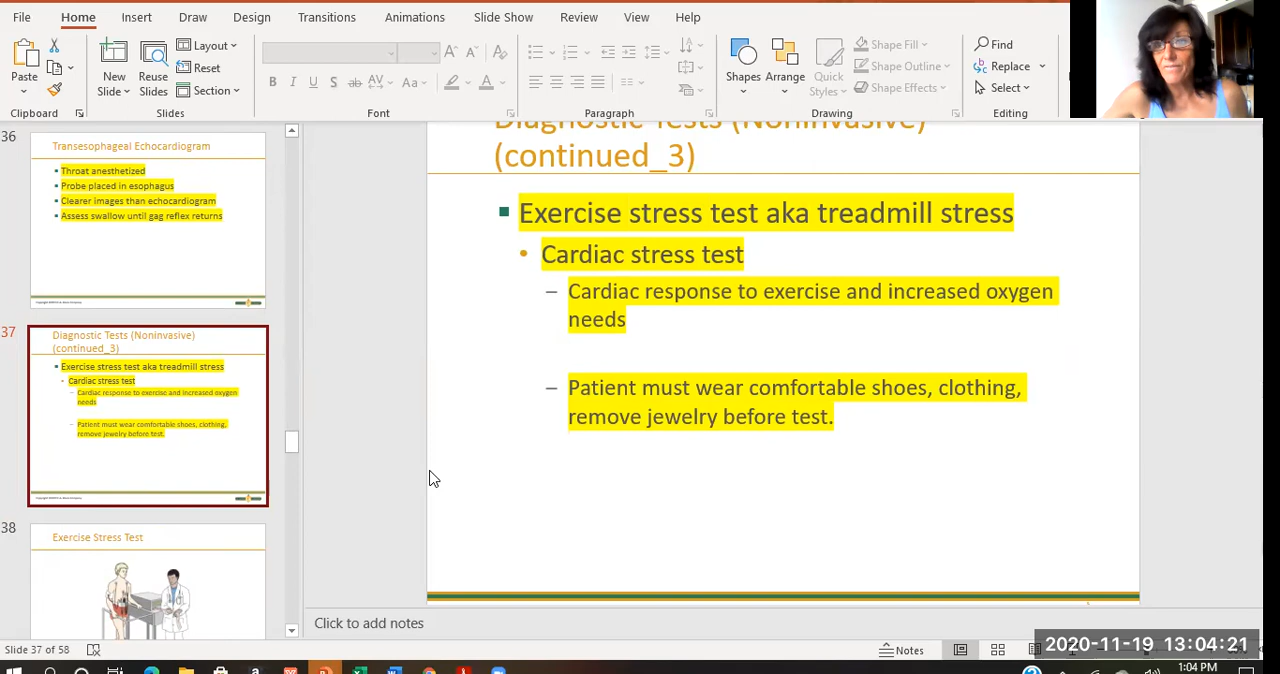 File Home Insert Draw Design Transitions Animations Slide Show Review View Help
Paste
New Slide
Reuse Slides
Layout
Reset
Section
B I U S ab AV Aa A
Shapes
Arrange
Quick Styles
Shape Fill
Shape Outline
Shape Effects
Find
Replace
Select
Clipboard Slides Font Paragraph Drawing Editing
36
Transesophageal Echocardiogram
Throat anesthetized
Probe placed in esophagus
Clearer images than echocardiogram
Assess swallow until gag reflex returns
37
Diagnostic Tests (Noninvasive)
(continued_3)
Exercise stress test aka treadmill stress
Cardiac stress test
Cardiac response to exercise and increased oxygen
needs
Patient must wear comfortable shoes, clothing,
remove jewelry before test.
38
Exercise Stress Test
Diagnostic Tests (Noninvasive)
(continued_3)
Exercise stress test aka treadmill stress
Cardiac stress test
Cardiac response to exercise and increased oxygen
needs
Patient must wear comfortable shoes, clothing,
remove jewelry before test.
Click to add notes
Slide 37 of 58
Notes
2020-11-19 13:04:21
1:04 PM